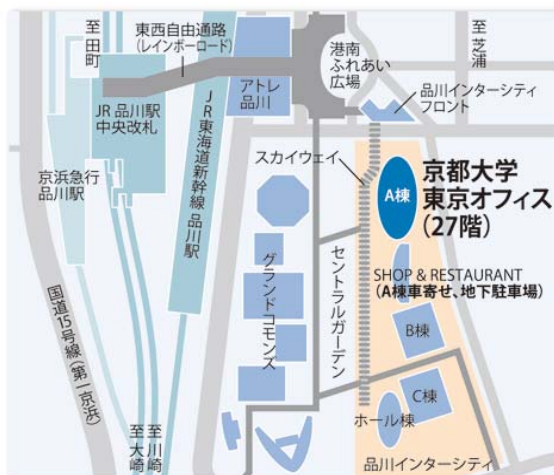 至田町
東西自由通路
(レインボーロード)
至芝浦
港南
ふれあい
広場
アトレ
品川
JR 品川駅
中央改札
品川インターシティ
フロント
JR東海道新幹線 品川駅
スカイウェイ
京浜急行
品川駅
A棟
京都大学
東京オフィス
(27階)
グランドコモンズ
セントラルガーデン
SHOP & RESTAURANT
(A棟車寄せ、地下駐車場)
B棟
国道15号線(第一京浜)
C棟
ホール棟
至大崎
至川崎
品川インターシティ